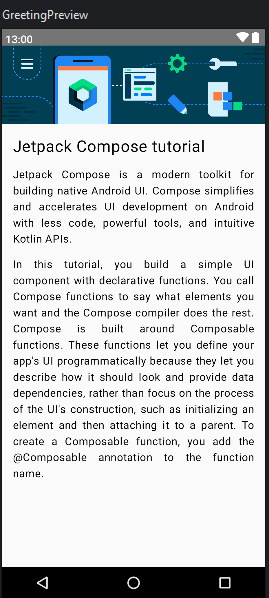 GreetingPreview
13:00
Jetpack Compose tutorial
Jetpack Compose is a modern toolkit for
building native Android UI. Compose simplifies
and accelerates UI development on Android
with less code, powerful tools, and intuitive
Kotlin APIs.
In this tutorial, you build a simple UI
component with declarative functions. You call
Compose functions to say what elements you
want and the Compose compiler does the rest.
Compose is built around Composable
functions. These functions let you define your
app's UI programmatically because they let you
describe how it should look and provide data
dependencies, rather than focus on the process
of the UI's construction, such as initializing an
element and then attaching it to a parent. To
create a Composable function, you add the
@Composable annotation to the function
name.